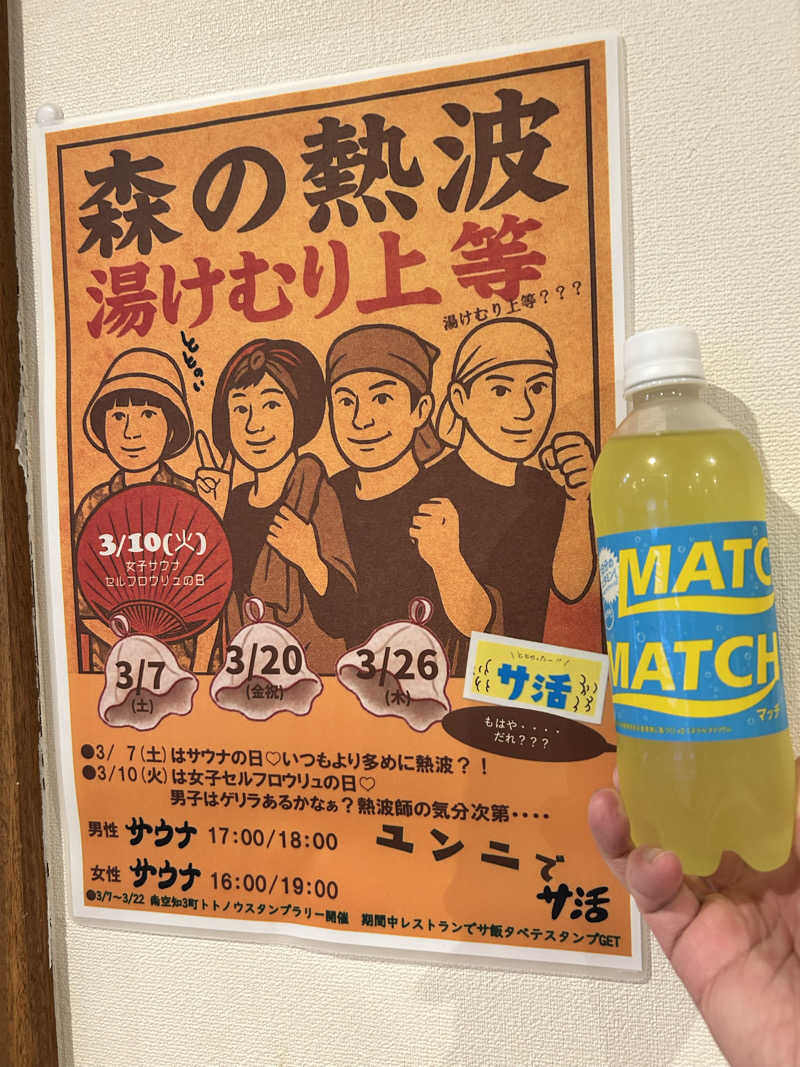 森の熱波
湯けむり上等
湯けむり上等???
ととのい
3/10(火)
女子サウナ
セルフロウリュの日
3/7
(土)
3/20
(金祝)
3/26
(木)
サ活
もはや・・・・
だれ???
●3/ 7(土)はサウナの日♡いつもより多めに熱波?!
●3/10(火)は女子セルフロウリュの日♡
男子はゲリラあるかなぁ?熱波師の気分次第・・・・
男性 サウナ 17:00/18:00
女性 サウナ 16:00/19:00
ユンニで
サ活
●3/7~3/22 南空知3町トトノウスタンプラリー開催 期間中レストランでサ飯タベテスタンプGET
MATC
MATCH
マッチ